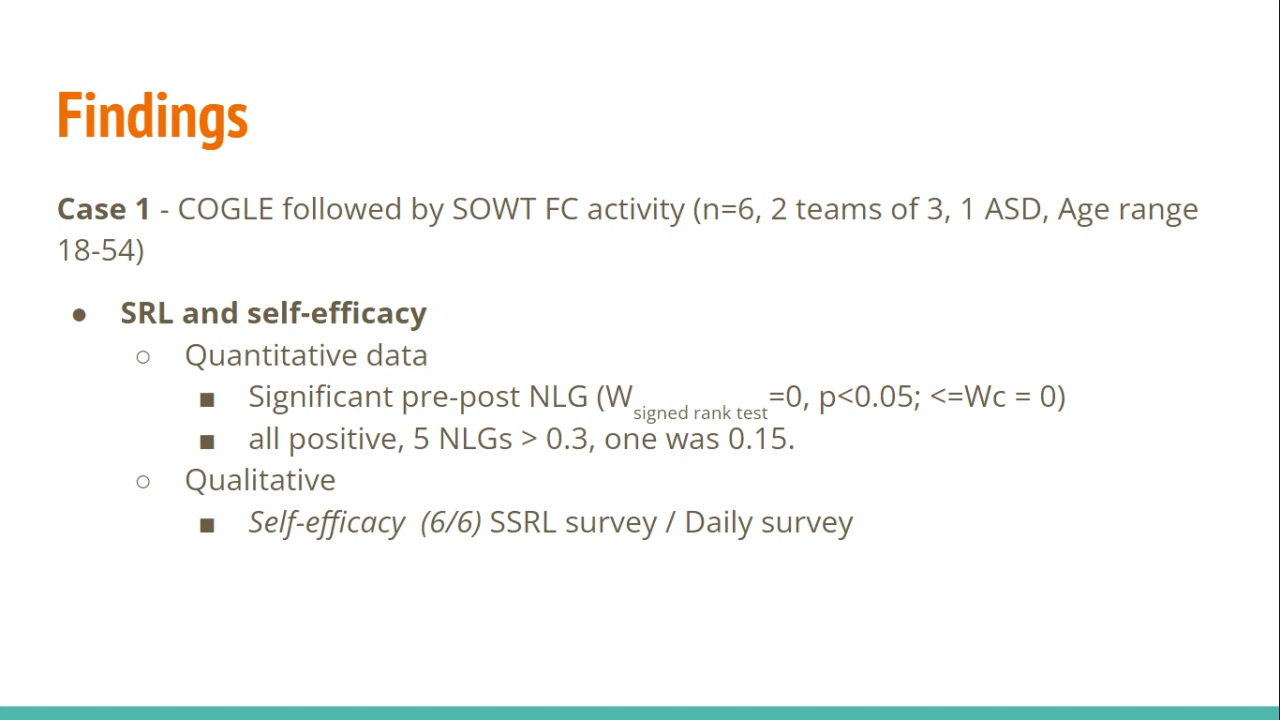 Findings
Case 1 - COGLE followed by SOWT FC activity (n=6, 2 teams of 3, 1 ASD, Age range
18-54)
● SRL and self-efficacy
○ Quantitative data
■ Significant pre-post NLG (Wsigned rank test=0, p<0.05; <=Wc = 0)
■ all positive, 5 NLGs > 0.3, one was 0.15.
○ Qualitative
■ Self-efficacy (6/6) SSRL survey / Daily survey